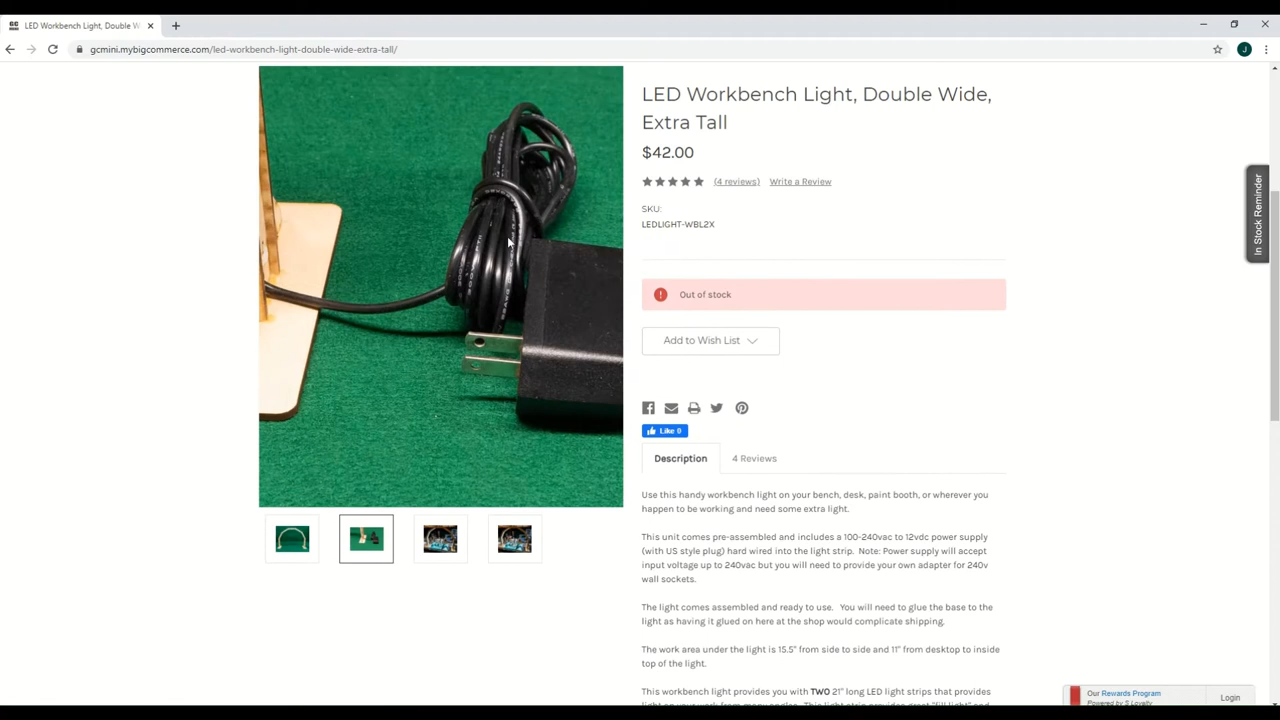 LED Workbench Light, Double W
gcmini.mybigcommerce.com/led-workbench-light-double-wide-extra-tall/
J
LED Workbench Light, Double Wide,
Extra Tall
$42.00
(4 reviews) Write a Review
SKU:
LEDLIGHT-WBL2X
In Stock Reminder
Out of stock
Add to Wish List
Like 0
Description 4 Reviews
Use this handy workbench light on your bench, desk, paint booth, or wherever you
happen to be working and need some extra light.
This unit comes pre-assembled and includes a 100-240vac to 12vdc power supply
(with US style plug) hard wired into the light strip. Note: Power supply will accept
input voltage up to 240vac but you will need to provide your own adapter for 240v
wall sockets.
The light comes assembled and ready to use. You will need to glue the base to the
light as having it glued on here at the shop would complicate shipping.
The work area under the light is 15.5" from side to side and 11" from desktop to inside
top of the light.
This workbench light provides you with TWO 21" long LED light strips that provides
Our Rewards Program
Powered by S Loyalty
Login